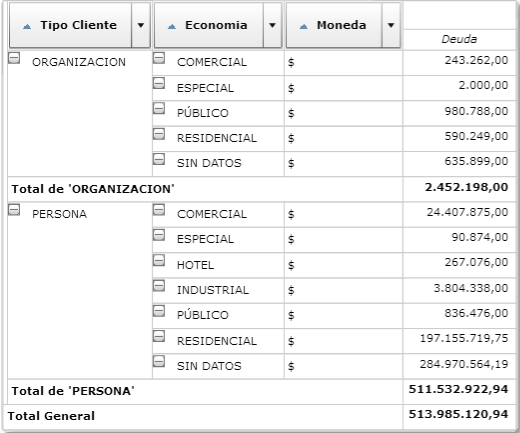 Tipo Cliente Economia Moneda
Deuda
ORGANIZACION COMERCIAL $ 243.262,00
ESPECIAL $ 2.000,00
PÚBLICO $ 980.788,00
RESIDENCIAL $ 590.249,00
SIN DATOS $ 635.899,00
Total de 'ORGANIZACION' 2.452.198,00
PERSONA COMERCIAL $ 24.407.875,00
ESPECIAL $ 90.874,00
HOTEL $ 267.076,00
INDUSTRIAL $ 3.804.338,00
PÚBLICO $ 836.476,00
RESIDENCIAL $ 197.155.719,75
SIN DATOS $ 284.970.564,19
Total de 'PERSONA' 511.532.922,94
Total General 513.985.120,94